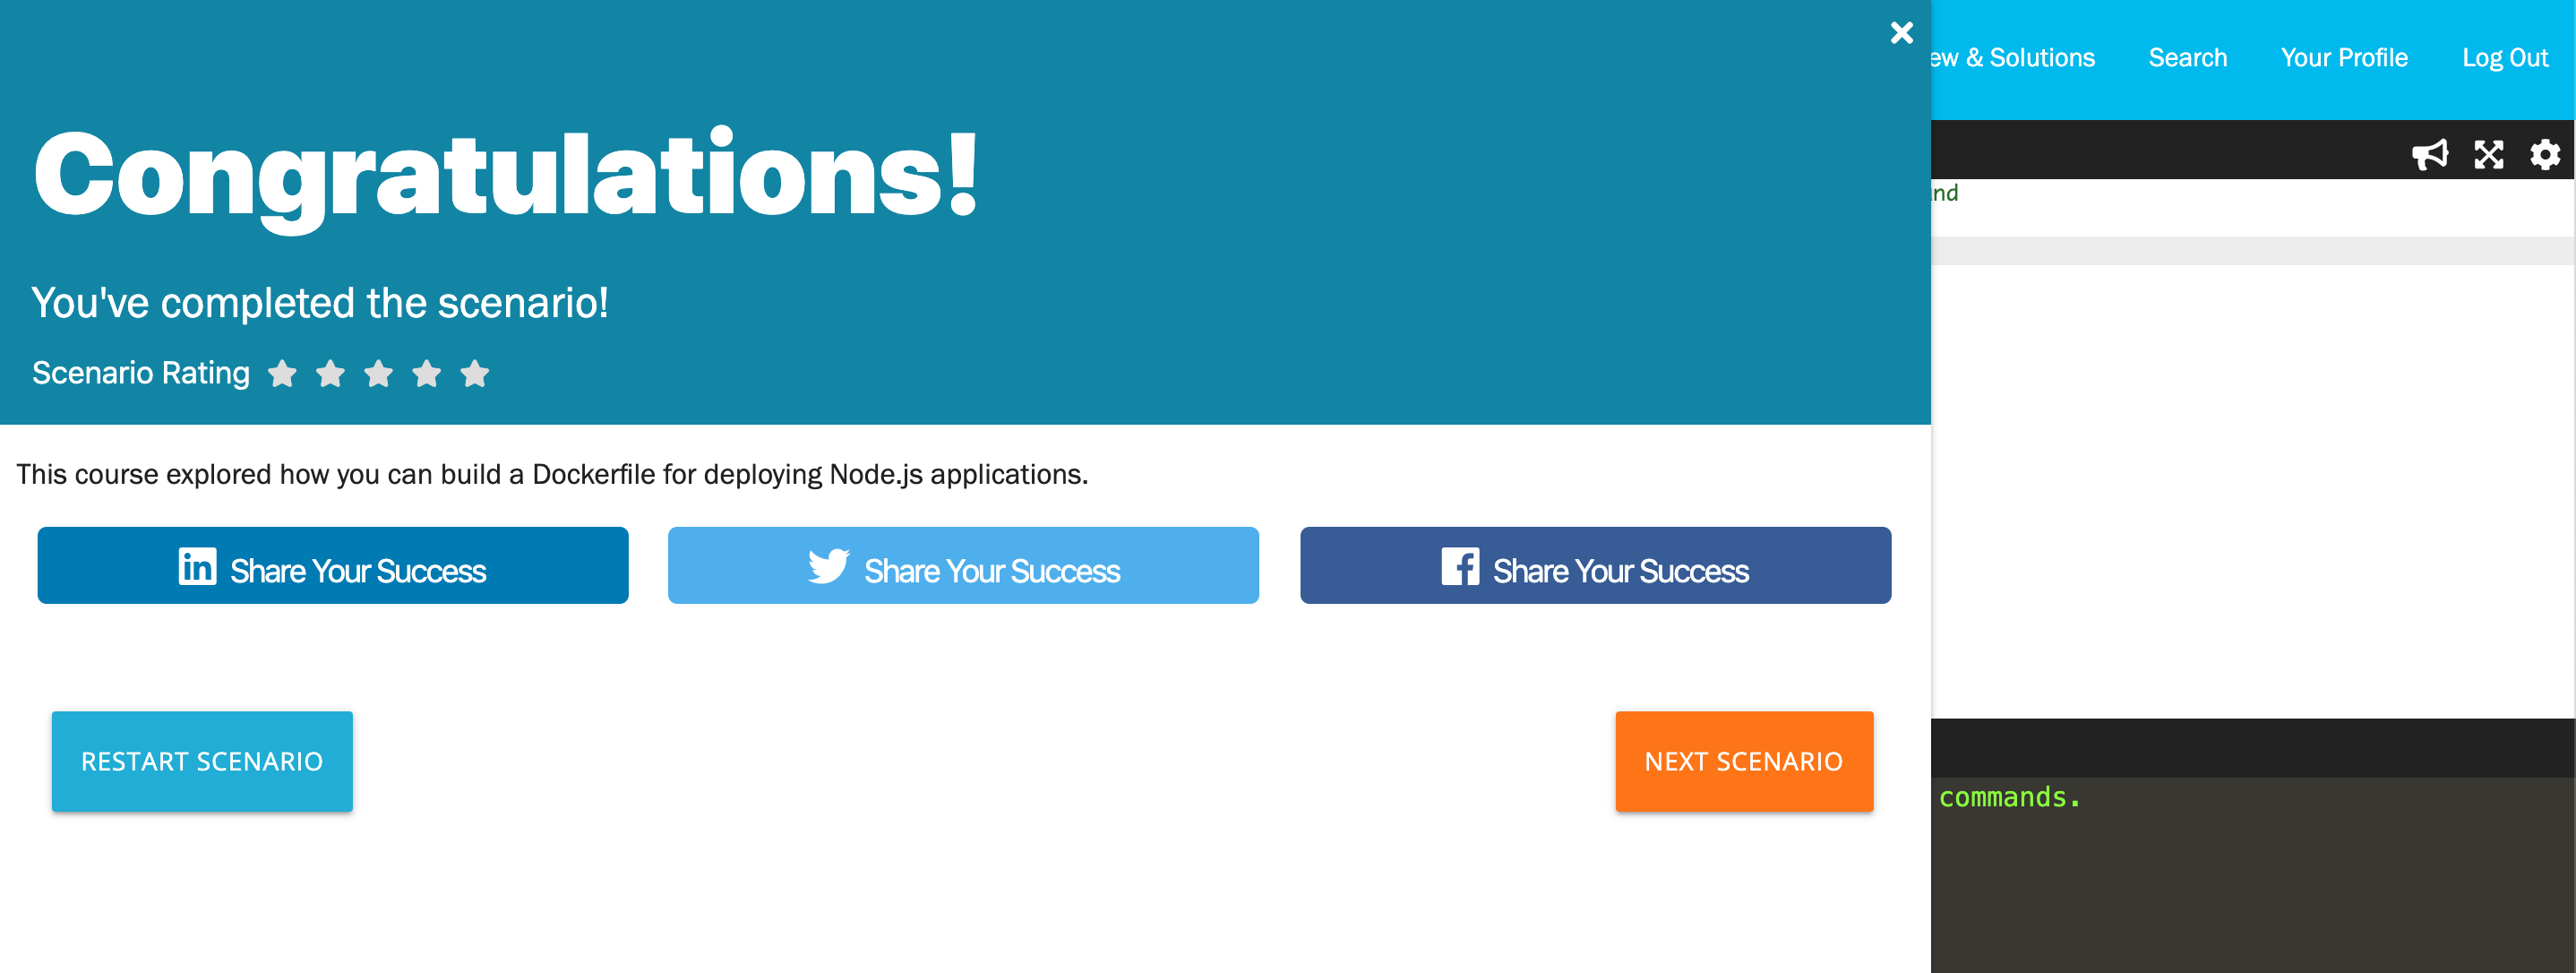 & Solutions Search Your Profile Log Out
Congratulations!
You've completed the scenario!
Scenario Rating
This course explored how you can build a Dockerfile for deploying Node.js applications.
Share Your Success Share Your Success Share Your Success
RESTART SCENARIO NEXT SCENARIO
commands.